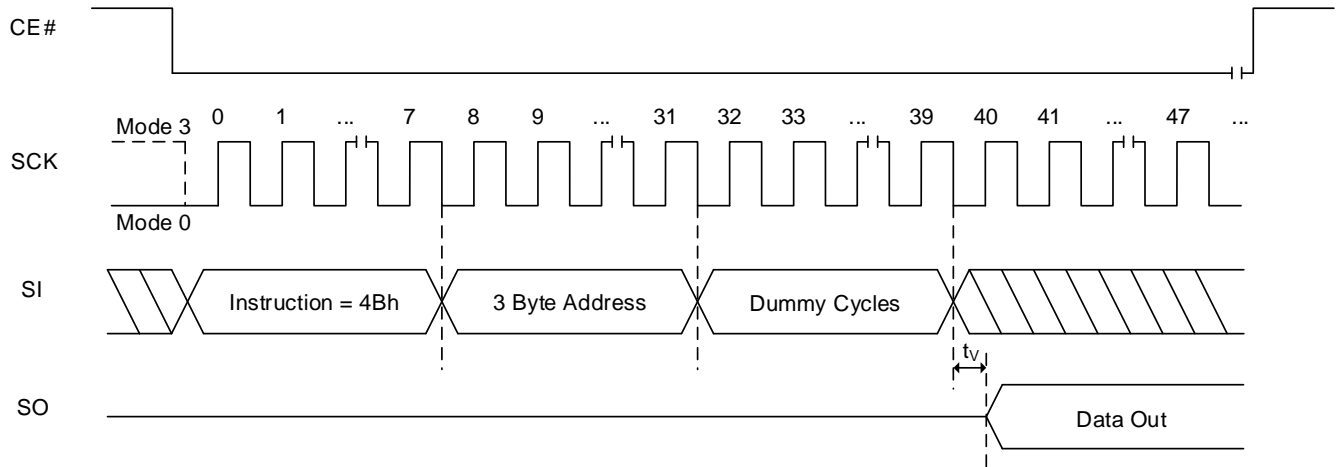 CE#
Mode 3
0 1 ... 7 8 9 ... 31 32 33 ... 39 40 41 ... 47 ...
SCK
Mode 0
SI
Instruction = 4Bh
3 Byte Address
Dummy Cycles
tV
SO
Data Out